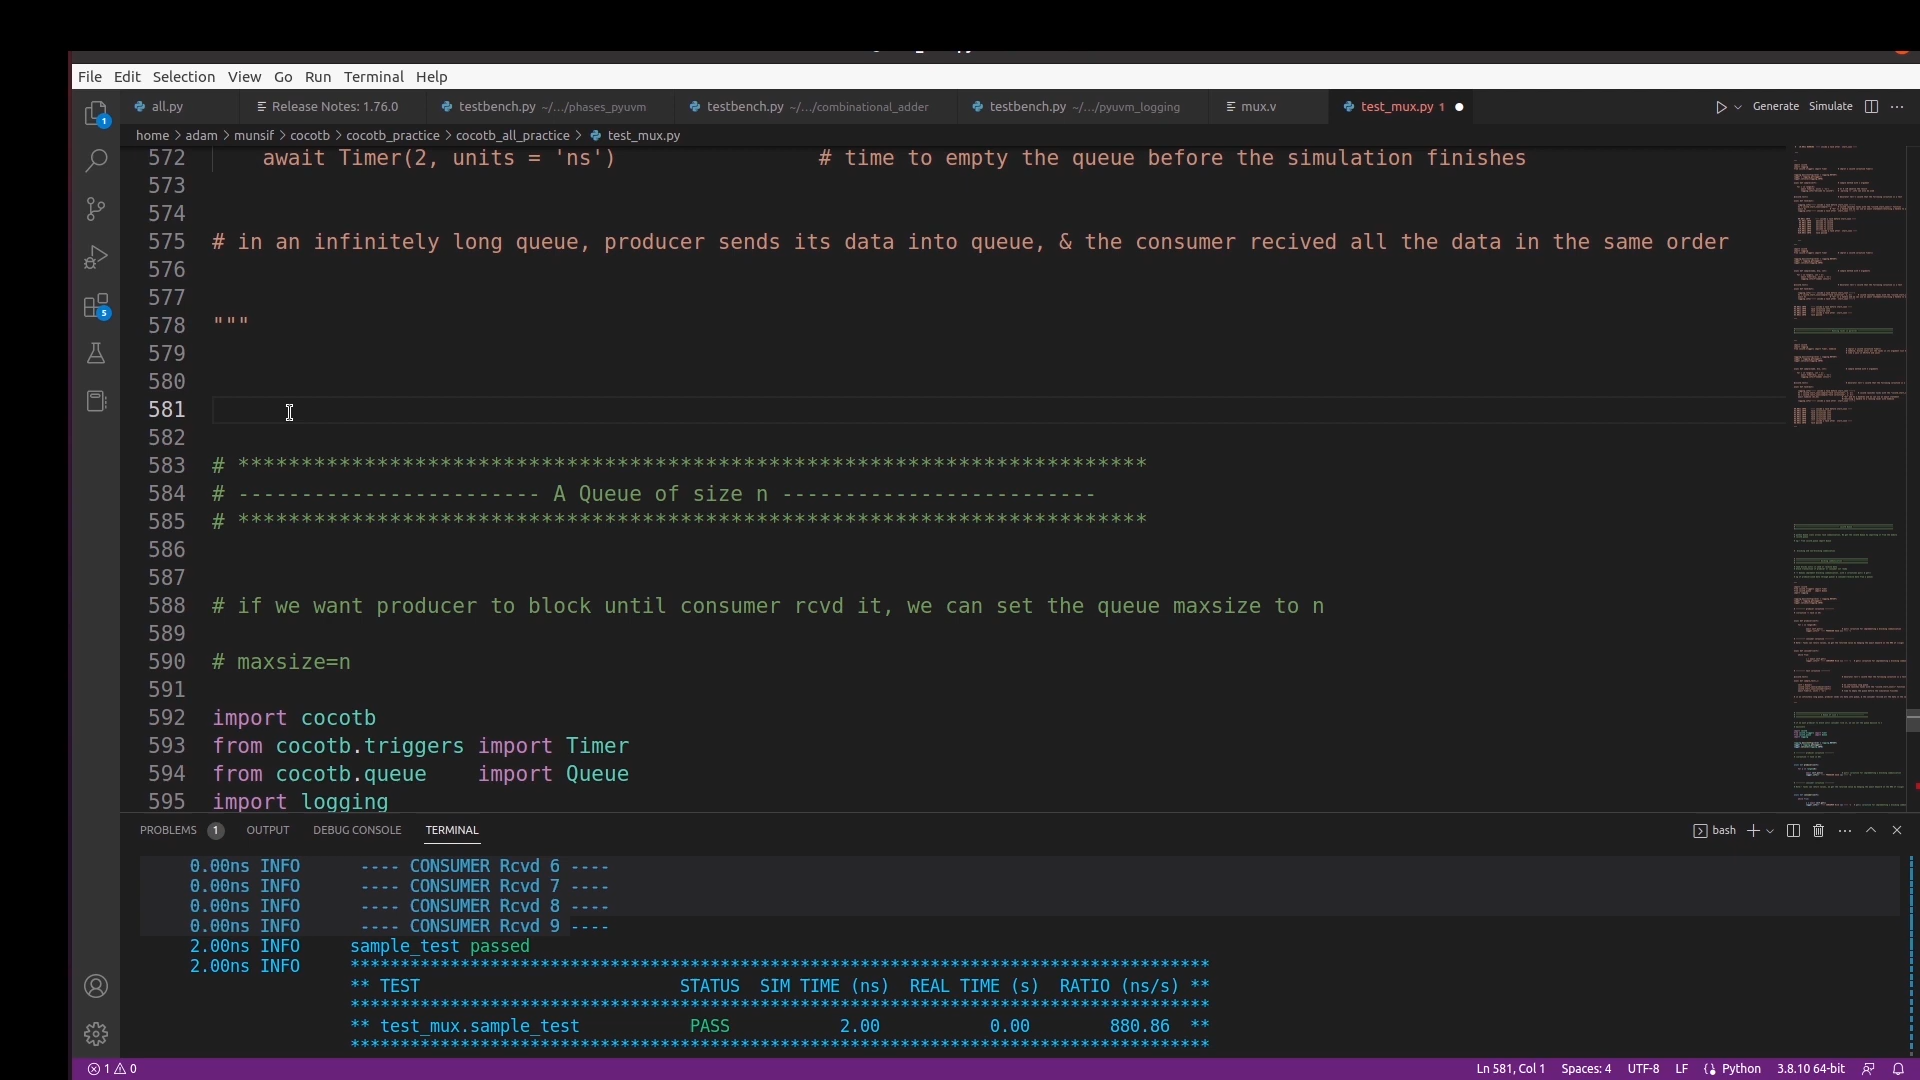 File Edit Selection View Go Run Terminal Help
all.py Release Notes: 1.76.0 testbench.py ~/.../phases_pyuvm testbench.py ~/.../combinational_adder testbench.py ~/.../pyuvm_logging mux.v test_mux.py 1 Generate Simulate
home > adam > munsif > cocotb > cocotb_practice > cocotb_all_practice > test_mux.py
572 await Timer(2, units = 'ns') # time to empty the queue before the simulation finishes
573
574
575 # in an infinitely long queue, producer sends its data into queue, & the consumer recived all the data in the same order
576
577
578 """
579
580
581
582
583 # ************************************************************************
584 # ------------------------ A Queue of size n -------------------------
585 # ************************************************************************
586
587
588 # if we want producer to block until consumer rcvd it, we can set the queue maxsize to n
589
590 # maxsize=n
591
592 import cocotb
593 from cocotb.triggers import Timer
594 from cocotb.queue import Queue
595 import logging
PROBLEMS 1 OUTPUT DEBUG CONSOLE TERMINAL bash
0.00ns INFO ---- CONSUMER Rcvd 6 ----
0.00ns INFO ---- CONSUMER Rcvd 7 ----
0.00ns INFO ---- CONSUMER Rcvd 8 ----
0.00ns INFO ---- CONSUMER Rcvd 9 ----
2.00ns INFO sample_test passed
2.00ns INFO **************************************************************************************
** TEST STATUS SIM TIME (ns) REAL TIME (s) RATIO (ns/s) **
**************************************************************************************
** test_mux.sample_test PASS 2.00 0.00 880.86 **
**************************************************************************************
1 0 Ln 581, Col 1 Spaces: 4 UTF-8 LF Python 3.8.10 64-bit